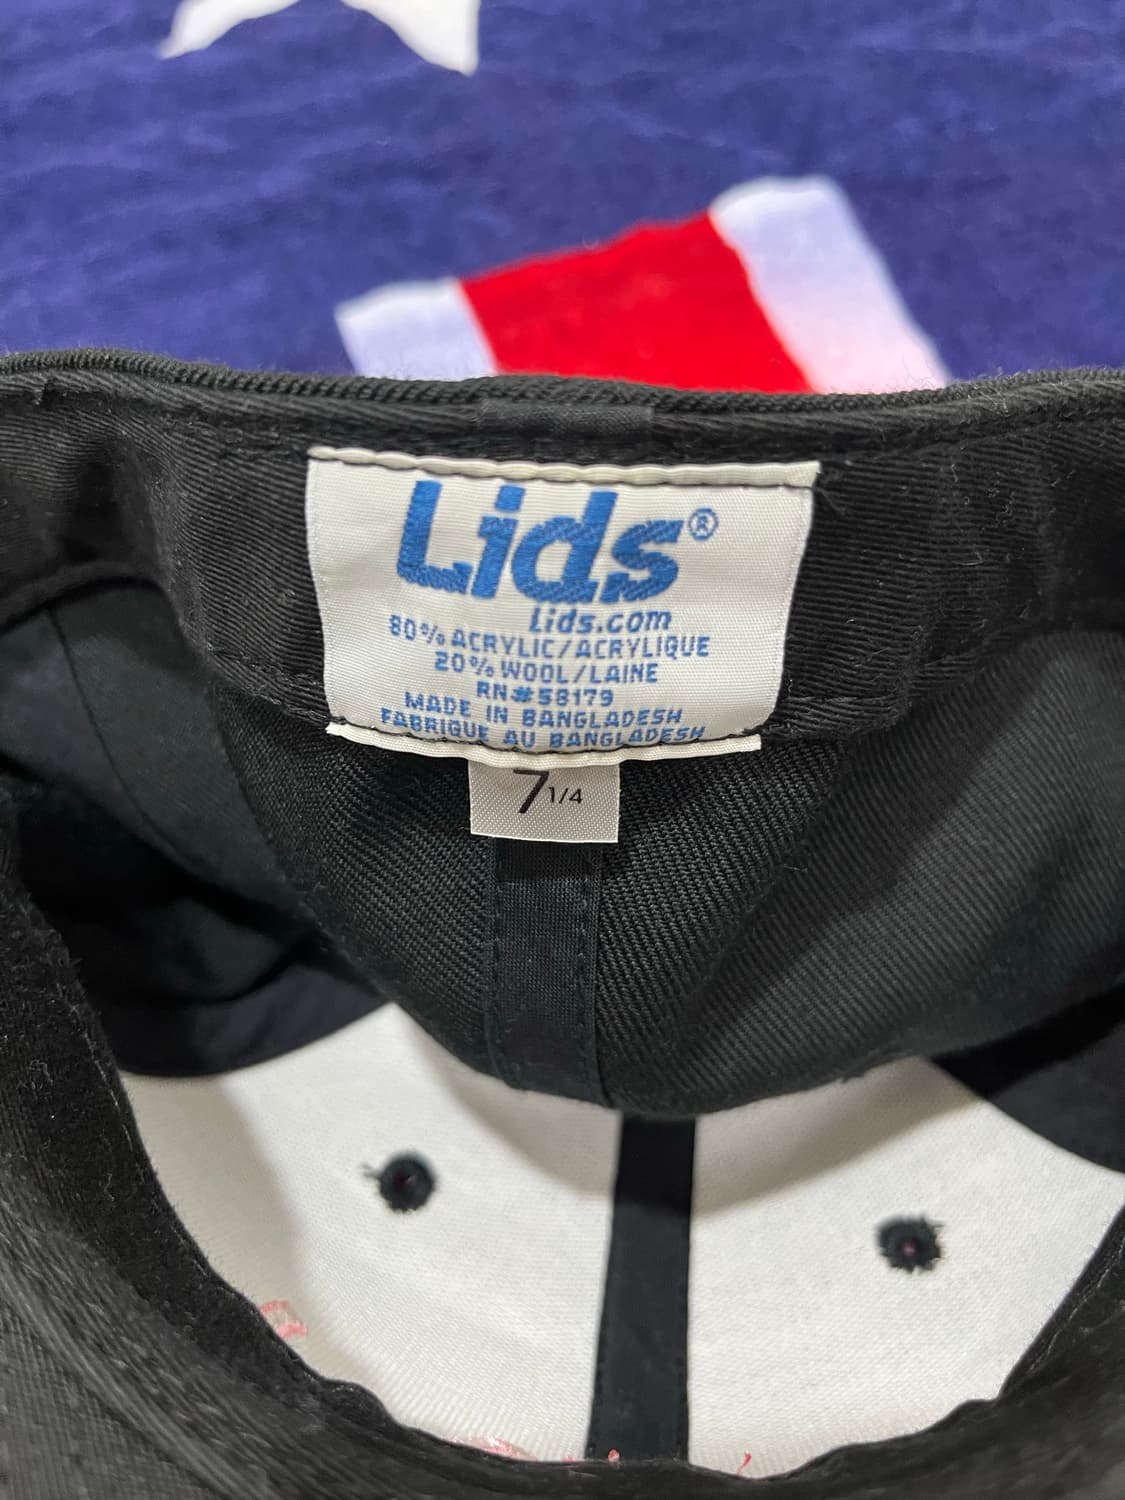 Lids®
Lids.com
80% ACRYLIC/ACRYLIQUE
20% WOOL/LAINE
RN#58179
MADE IN BANGLADESH
FABRIQUE AU BANGLADESH
7 1/4